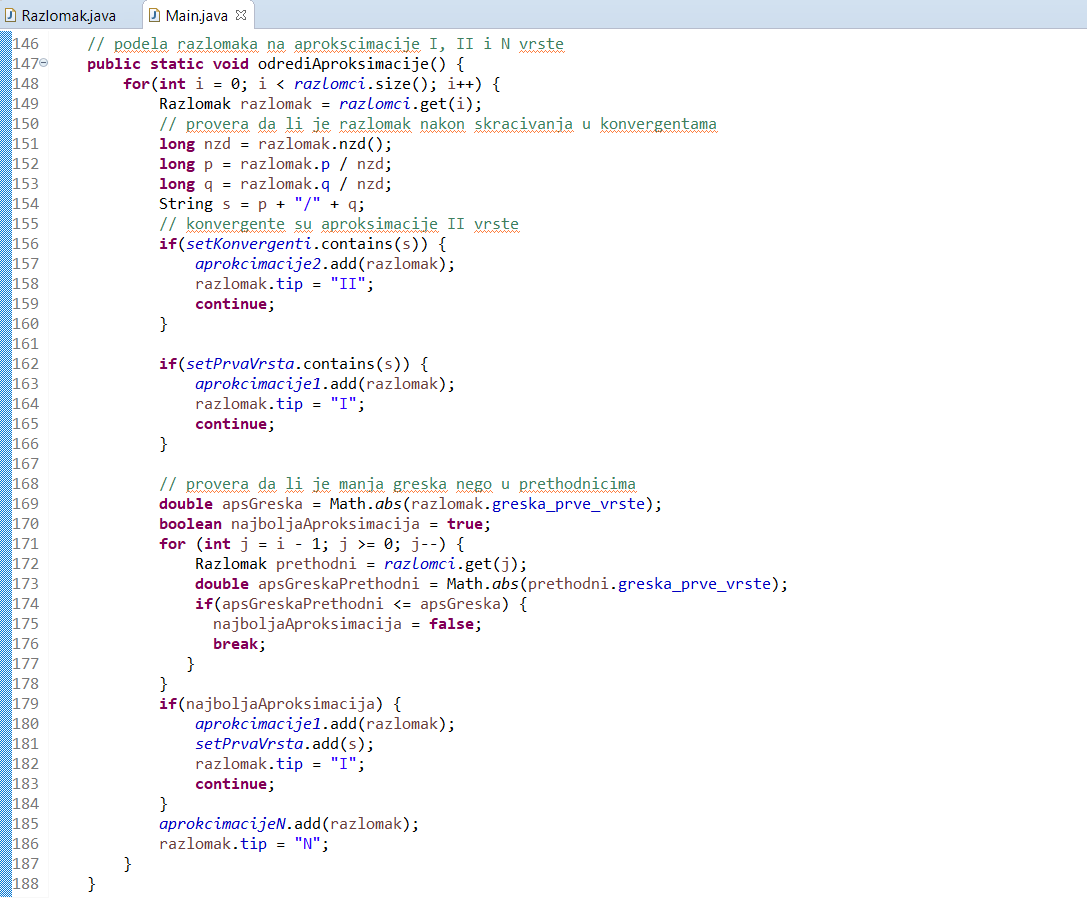 Razlomak.java Main.java
146 // podela razlomaka na aprokscimacije I, II i N vrste
147 public static void odrediAproksimacije() {
148 for(int i = 0; i < razlomci.size(); i++) {
149 Razlomak razlomak = razlomci.get(i);
150 // provera da li je razlomak nakon skracivanja u konvergentama
151 long nzd = razlomak.nzd();
152 long p = razlomak.p / nzd;
153 long q = razlomak.q / nzd;
154 String s = p + "/" + q;
155 // konvergente su aproksimacije II vrste
156 if(setKonvergenti.contains(s)) {
157 aprokcimacije2.add(razlomak);
158 razlomak.tip = "II";
159 continue;
160 }
161
162 if(setPrvaVrsta.contains(s)) {
163 aprokcimacije1.add(razlomak);
164 razlomak.tip = "I";
165 continue;
166 }
167
168 // provera da li je manja greska nego u prethodnicima
169 double apsGreska = Math.abs(razlomak.greska_prve_vrste);
170 boolean najboljaAproksimacija = true;
171 for (int j = i - 1; j >= 0; j--) {
172 Razlomak prethodni = razlomci.get(j);
173 double apsGreskaPrethodni = Math.abs(prethodni.greska_prve_vrste);
174 if(apsGreskaPrethodni <= apsGreska) {
175 najboljaAproksimacija = false;
176 break;
177 }
178 }
179 if(najboljaAproksimacija) {
180 aprokcimacije1.add(razlomak);
181 setPrvaVrsta.add(s);
182 razlomak.tip = "I";
183 continue;
184 }
185 aprokcimacijeN.add(razlomak);
186 razlomak.tip = "N";
187 }
188 }